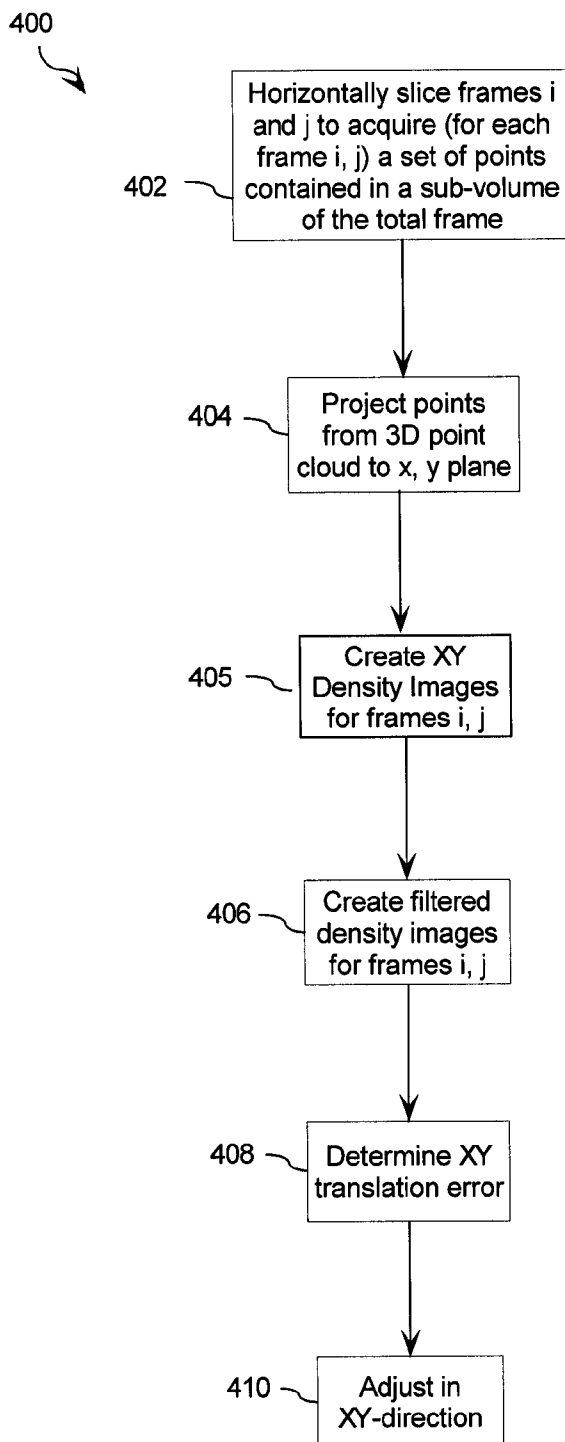 400
Horizontally slice frames i
and j to acquire (for each
frame i, j) a set of points
contained in a sub-volume
of the total frame
402
404
Project points
from 3D point
cloud to x, y plane
405
Create XY
Density Images
for frames i, j
406
Create filtered
density images
for frames i, j
408
Determine XY
translation error
410
Adjust in
XY-direction